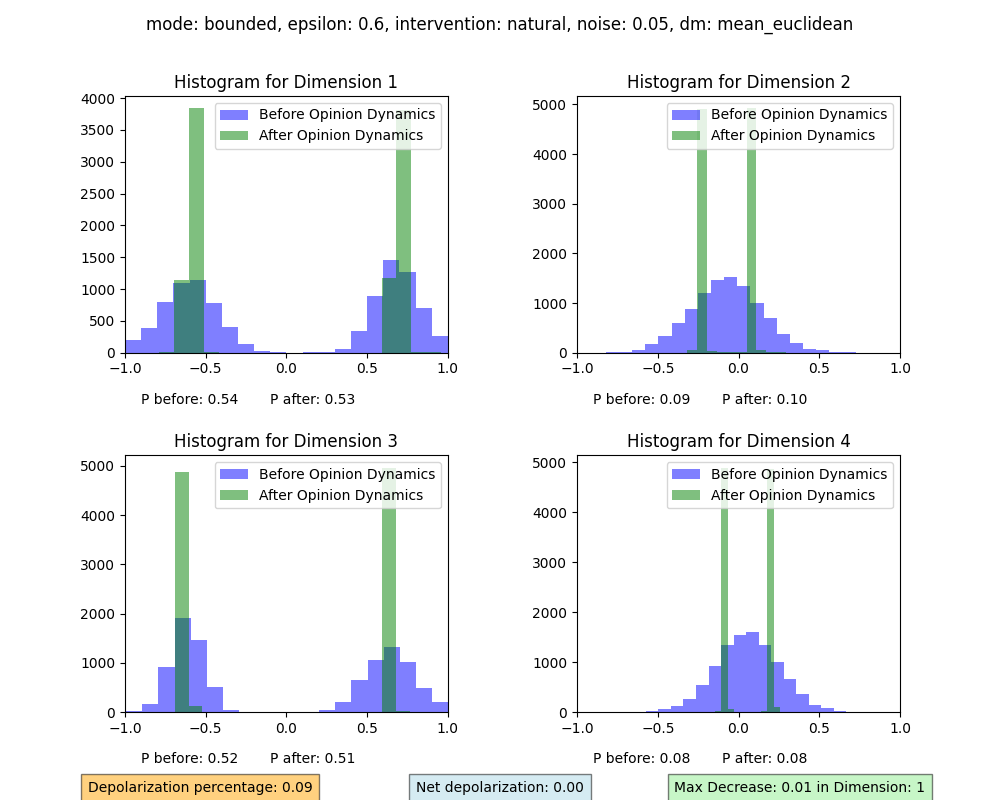 mode: bounded, epsilon: 0.6, intervention: natural, noise: 0.05, dm: mean_euclidean
Histogram for Dimension 1
Before Opinion Dynamics
After Opinion Dynamics
4000
3500
3000
2500
2000
1500
1000
500
0
−1.0 −0.5 0.0 0.5 1.0
P before: 0.54 P after: 0.53
Histogram for Dimension 2
Before Opinion Dynamics
After Opinion Dynamics
5000
4000
3000
2000
1000
0
−1.0 −0.5 0.0 0.5 1.0
P before: 0.09 P after: 0.10
Histogram for Dimension 3
Before Opinion Dynamics
After Opinion Dynamics
5000
4000
3000
2000
1000
0
−1.0 −0.5 0.0 0.5 1.0
P before: 0.52 P after: 0.51
Histogram for Dimension 4
Before Opinion Dynamics
After Opinion Dynamics
5000
4000
3000
2000
1000
0
−1.0 −0.5 0.0 0.5 1.0
P before: 0.08 P after: 0.08
Depolarization percentage: 0.09
Net depolarization: 0.00
Max Decrease: 0.01 in Dimension: 1